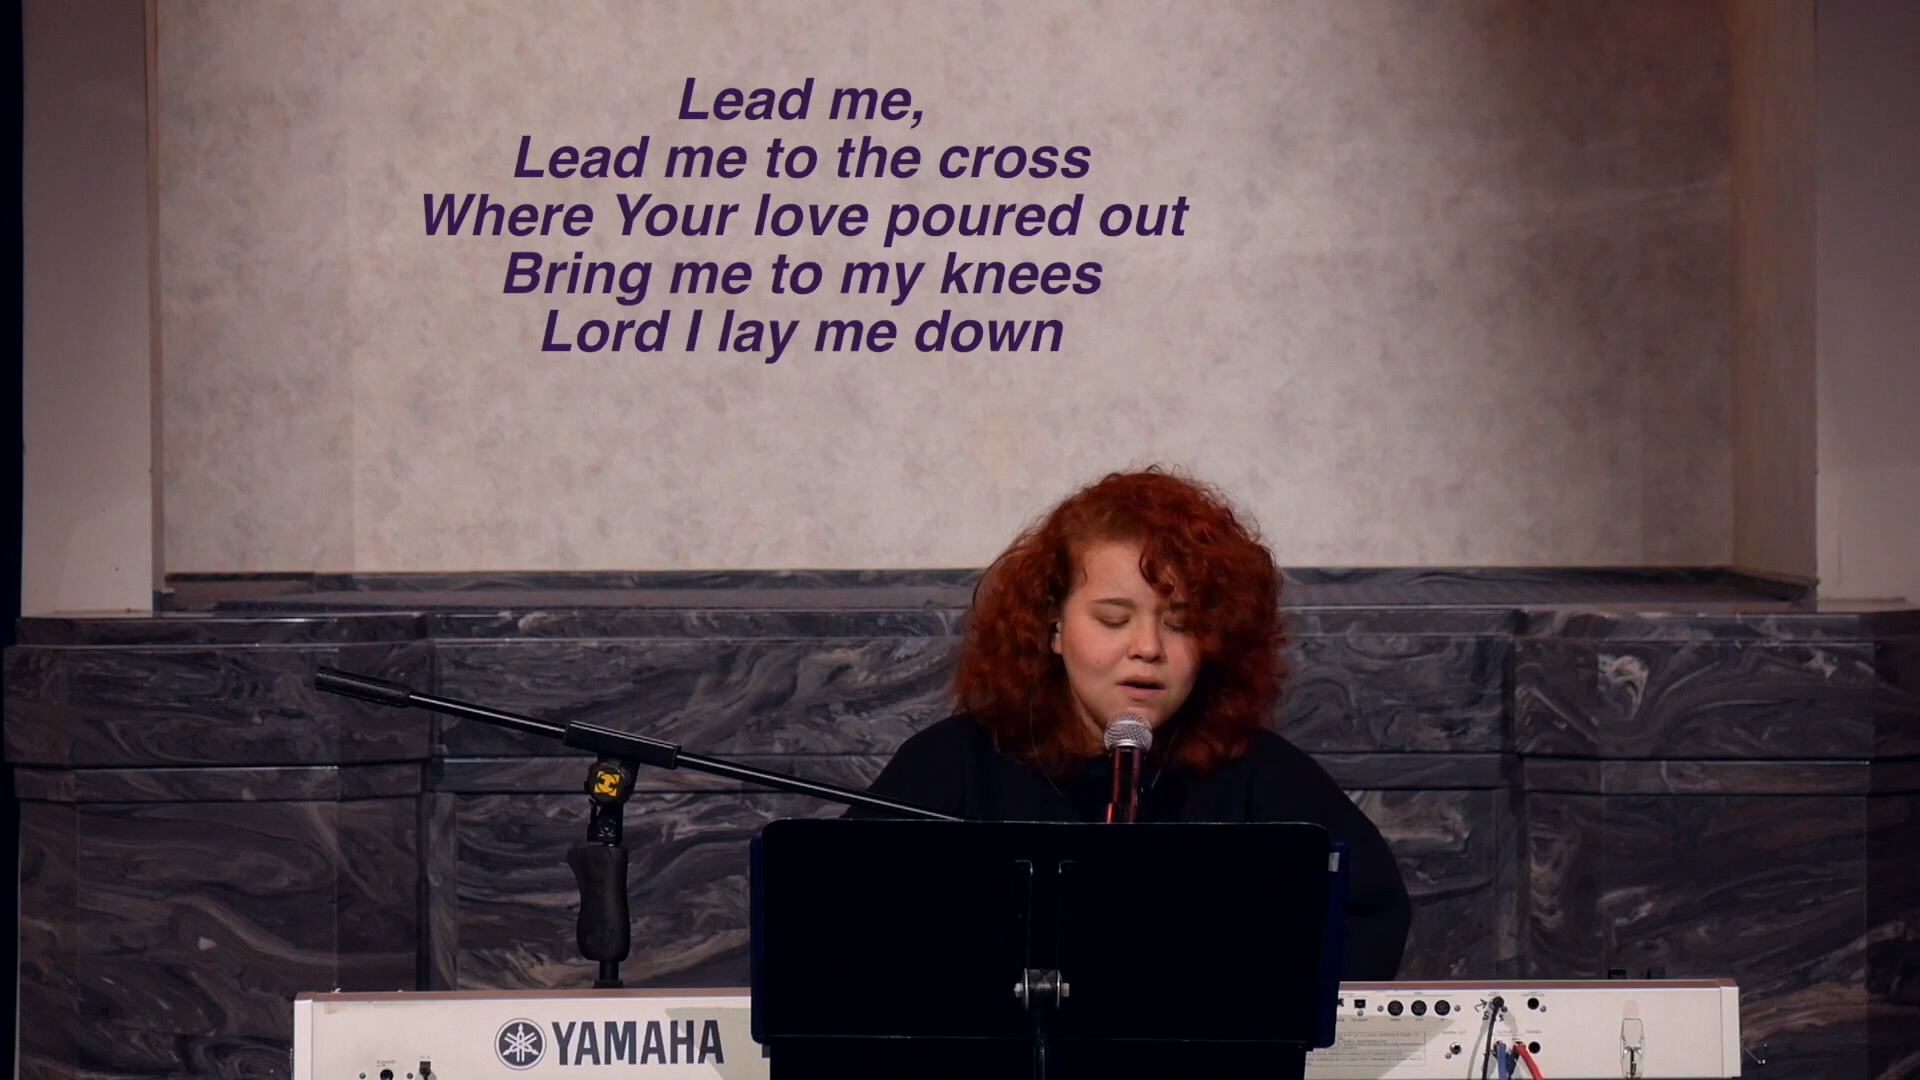 Lead me,
Lead me to the cross
Where Your love poured out
Bring me to my knees
Lord I lay me down
YAMAHA